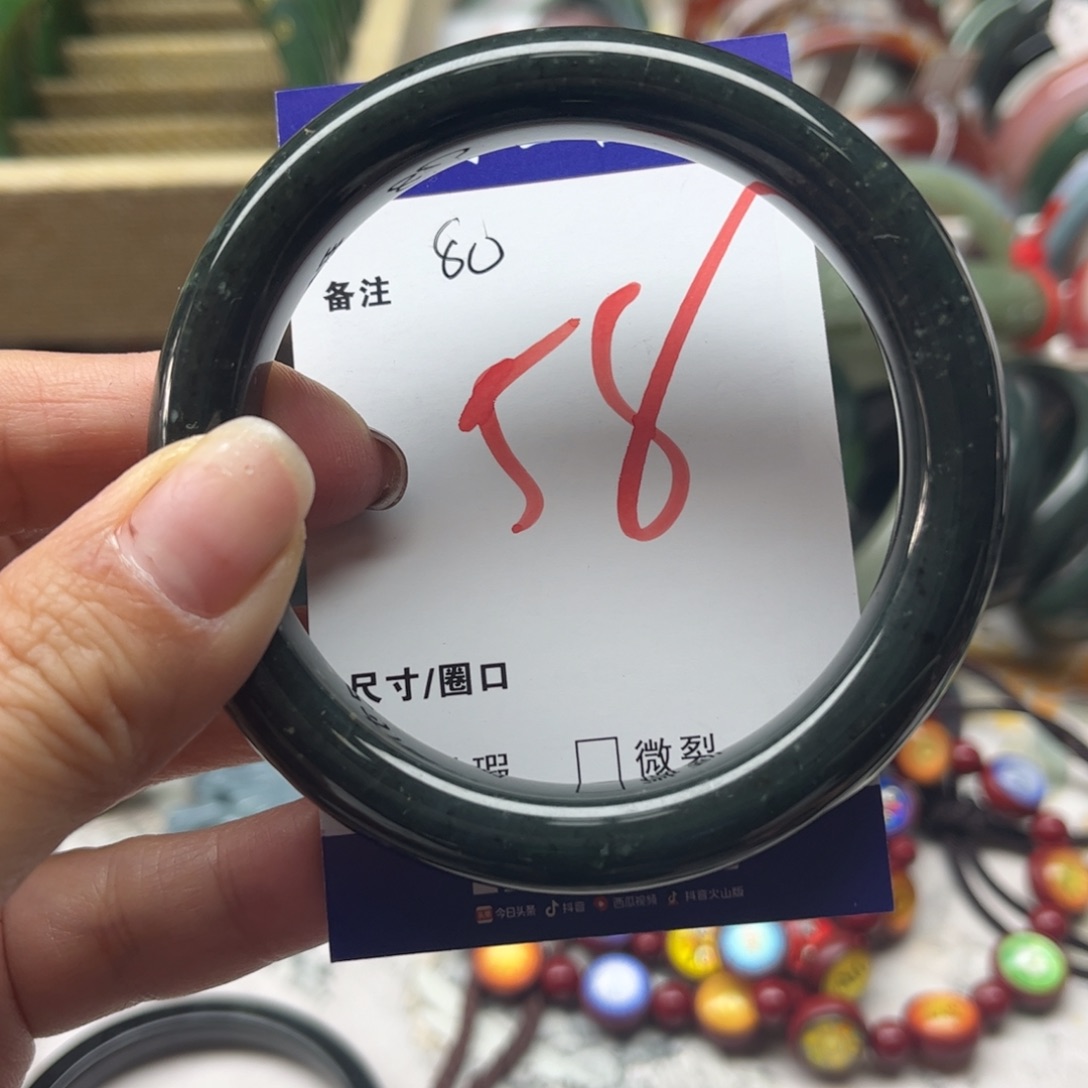 80
备注
58
尺寸/圈口
瑕 □ 微裂
今日头条 抖音 西瓜视频 抖音火山版